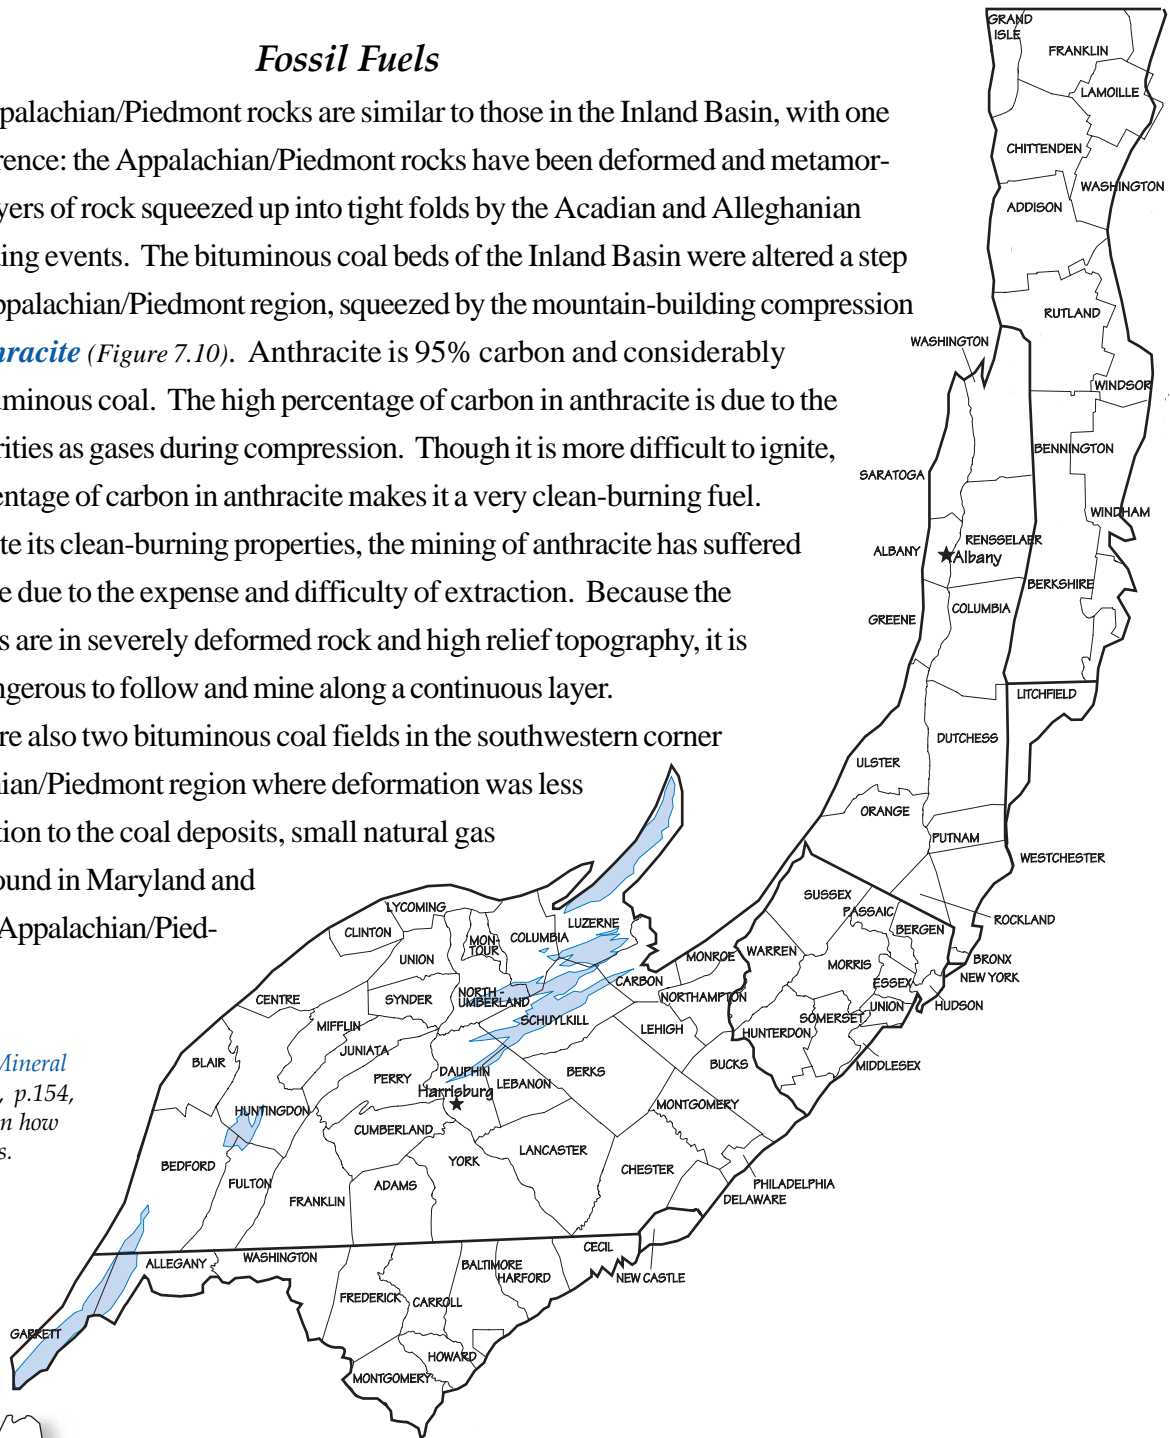 Fossil Fuels
palachian/Piedmont rocks are similar to those in the Inland Basin, with one
rence: the Appalachian/Piedmont rocks have been deformed and metamor-
yers of rock squeezed up into tight folds by the Acadian and Alleghanian
ing events. The bituminous coal beds of the Inland Basin were altered a step
ppalachian/Piedmont region, squeezed by the mountain-building compression
hracite (Figure 7.10). Anthracite is 95% carbon and considerably
uminous coal. The high percentage of carbon in anthracite is due to the
rities as gases during compression. Though it is more difficult to ignite,
entage of carbon in anthracite makes it a very clean-burning fuel.
te its clean-burning properties, the mining of anthracite has suffered
e due to the expense and difficulty of extraction. Because the
s are in severely deformed rock and high relief topography, it is
ngerous to follow and mine along a continuous layer.
re also two bituminous coal fields in the southwestern corner
ian/Piedmont region where deformation was less
tion to the coal deposits, small natural gas
ound in Maryland and
Appalachian/Pied-
Mineral
, p.154,
n how
s.
GRAND
ISLE
FRANKLIN
LAMOILLE
CHITTENDEN
WASHINGTON
ADDISON
RUTLAND
WASHINGTON
WINDSOR
BENNINGTON
SARATOGA
WINDHAM
RENSSELAER
ALBANY
Albany
BERKSHIRE
COLUMBIA
GREENE
LITCHFIELD
DUTCHESS
ULSTER
ORANGE
PUTNAM
WESTCHESTER
SUSSEX
PASSAIC
ROCKLAND
BERGEN
LYCOMING
LUZERNE
CLINTON
MON-
TOUR
COLUMBIA
WARREN
MONROE
BRONX
UNION
MORRIS
NEW YORK
CARBON
ESSEX
CENTRE
SYNDER
NORTH-
UMBERLAND
NORTHAMPTON
UNION
HUDSON
SCHUYLKILL
SOMERSET
MIFFLIN
LEHIGH
HUNTERDON
JUNIATA
BLAIR
BUCKS
MIDDLESEX
PERRY
DAUPHIN
LEBANON
BERKS
Harrisburg
MONTGOMERY
HUNTINGDON
CUMBERLAND
LANCASTER
BEDFORD
YORK
CHESTER
FULTON
ADAMS
PHILADELPHIA
FRANKLIN
DELAWARE
CECIL
ALLEGANY
WASHINGTON
BALTIMORE
HARFORD
NEW CASTLE
FREDERICK
CARROLL
GARRETT
HOWARD
MONTGOMERY